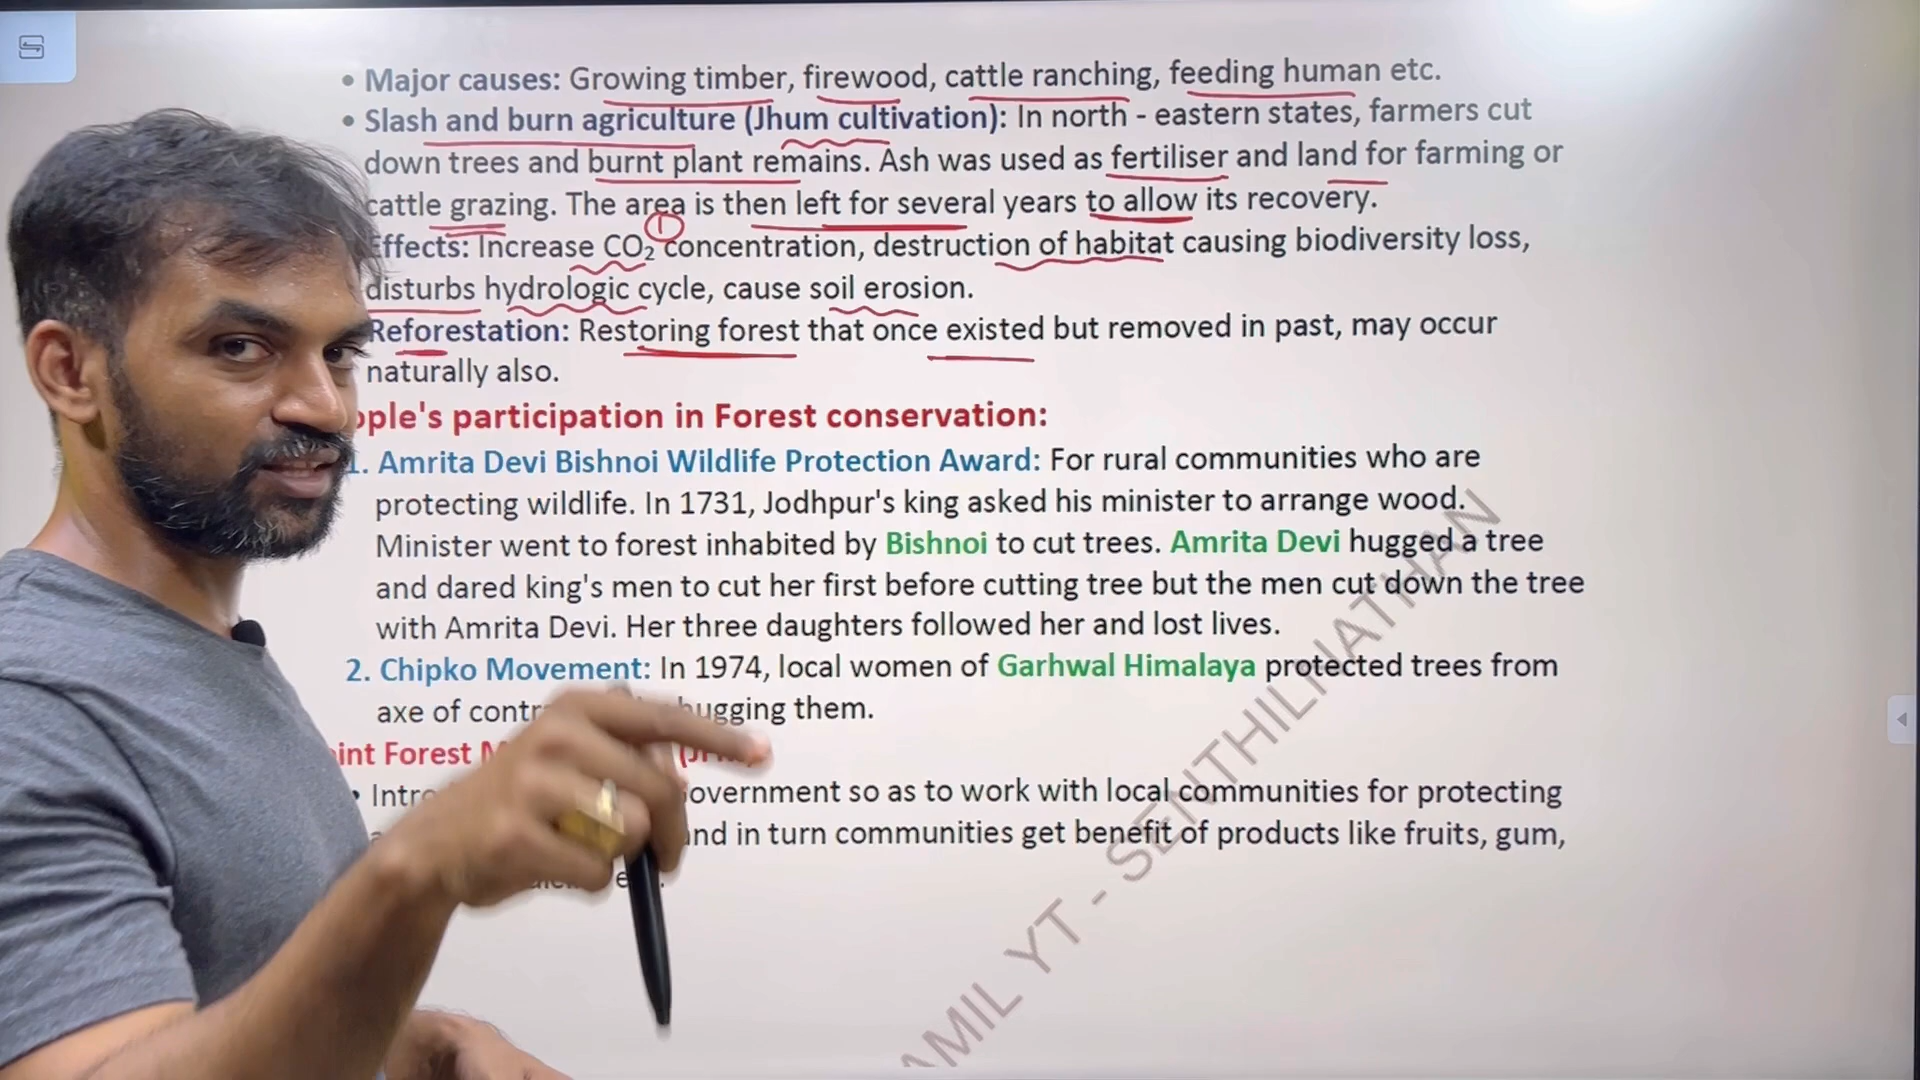 • Major causes: Growing timber, firewood, cattle ranching, feeding human etc.
• Slash and burn agriculture (Jhum cultivation): In north - eastern states, farmers cut
down trees and burnt plant remains. Ash was used as fertiliser and land for farming or
cattle grazing. The area is then left for several years to allow its recovery.
1
Effects: Increase CO₂ concentration, destruction of habitat causing biodiversity loss,
disturbs hydrologic cycle, cause soil erosion.
Reforestation: Restoring forest that once existed but removed in past, may occur
naturally also.
ople's participation in Forest conservation:
1. Amrita Devi Bishnoi Wildlife Protection Award: For rural communities who are
protecting wildlife. In 1731, Jodhpur's king asked his minister to arrange wood.
Minister went to forest inhabited by Bishnoi to cut trees. Amrita Devi hugged a tree
and dared king's men to cut her first before cutting tree but the men cut down the tree
with Amrita Devi. Her three daughters followed her and lost lives.
2. Chipko Movement: In 1974, local women of Garhwal Himalaya protected trees from
axe of hugging them.
int Forest
overnment so as to work with local communities for protecting
and in turn communities get benefit of products like fruits, gum,
AMIL YT - SENTHILNATHAN